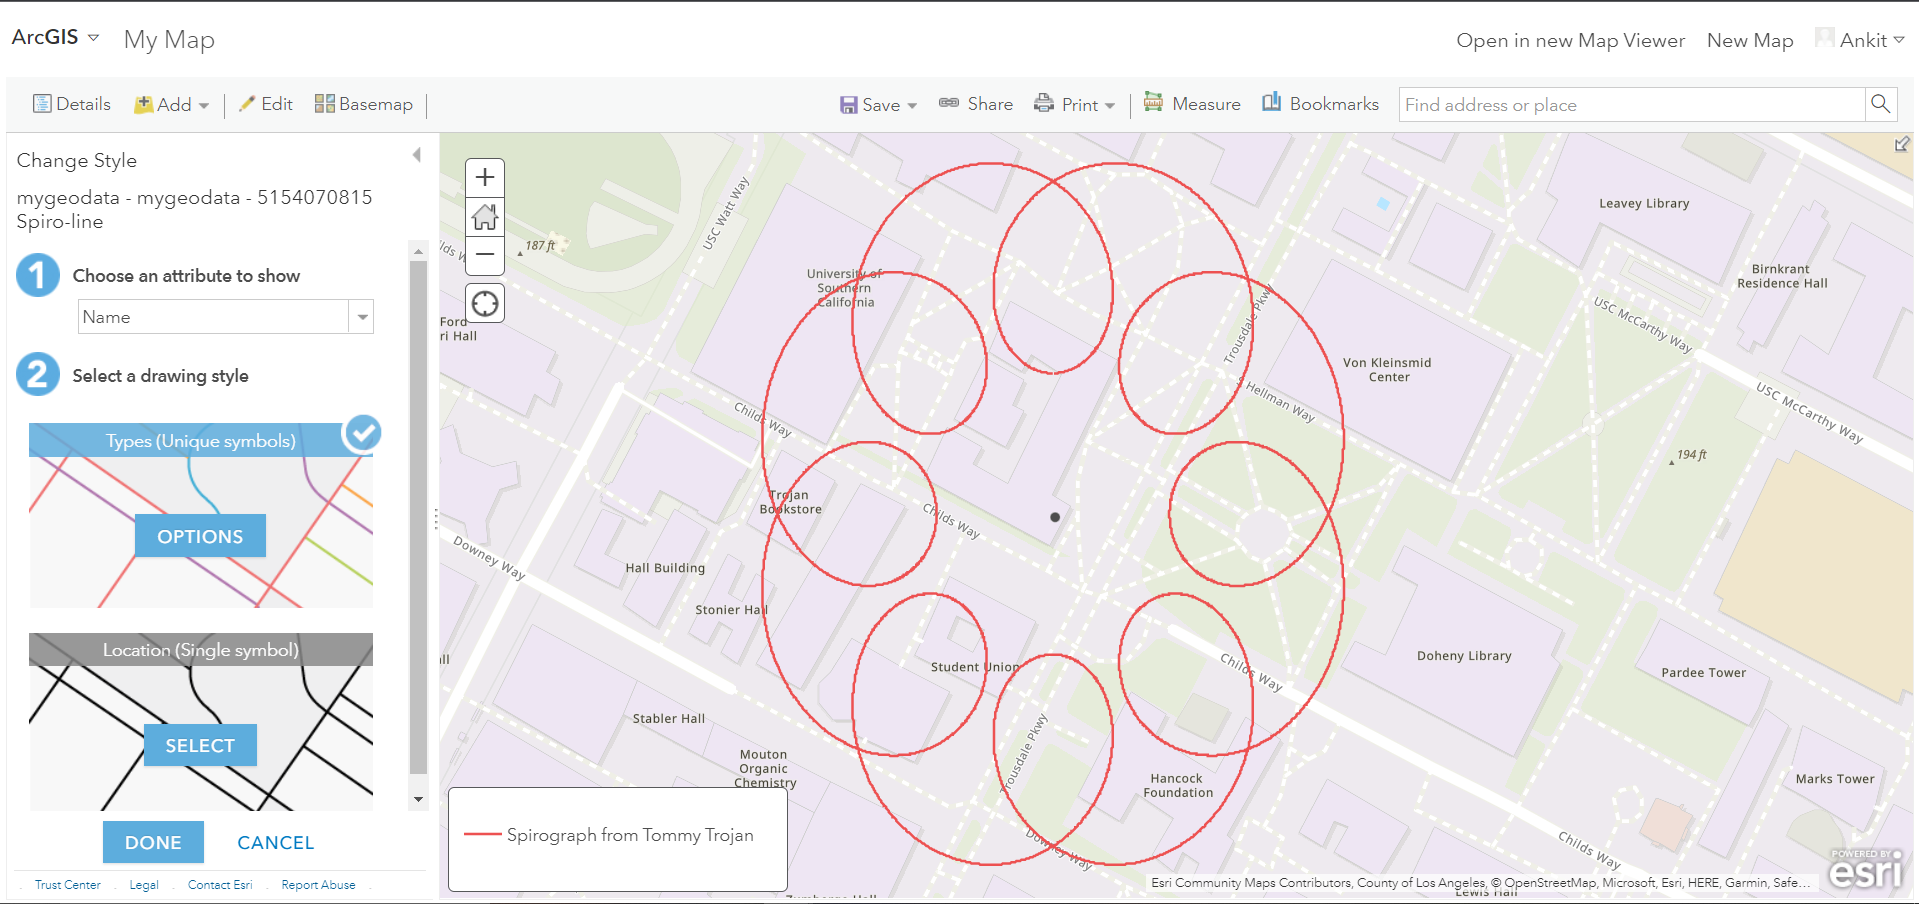 ArcGIS My Map
Open in new Map Viewer New Map Ankit
Details Add Edit Basemap
Save Share Print Measure Bookmarks Find address or place
Change Style
mygeodata - mygeodata - 5154070815
Spiro-line
1 Choose an attribute to show
Name
2 Select a drawing style
Types (Unique symbols)
OPTIONS
Location (Single symbol)
SELECT
DONE CANCEL
Trust Center Legal Contact Esri Report Abuse
USC Watt Way
187 ft
Leavey Library
University of
Southern
California
Birnkrant
Residence Hall
Ford
ri Hall
Trousdale Pkwy
USC McCarthy Way
Von Kleinsmid
Center
Hellman Way
USC McCarthy Way
Childs Way
194 ft
Trojan
Bookstore
Childs Way
Downey Way
Hall Building
Stonier Hall
Student Union
Childs Way
Doheny Library
Pardee Tower
Stabler Hall
Trousdale Pkwy
Mouton
Organic
Chemistry
Hancock
Foundation
Marks Tower
Downey Way
Childs Way
Spirograph from Tommy Trojan
Esri Community Maps Contributors, County of Los Angeles, © OpenStreetMap, Microsoft, Esri, HERE, Garmin, Safe...
POWERED BY
esri